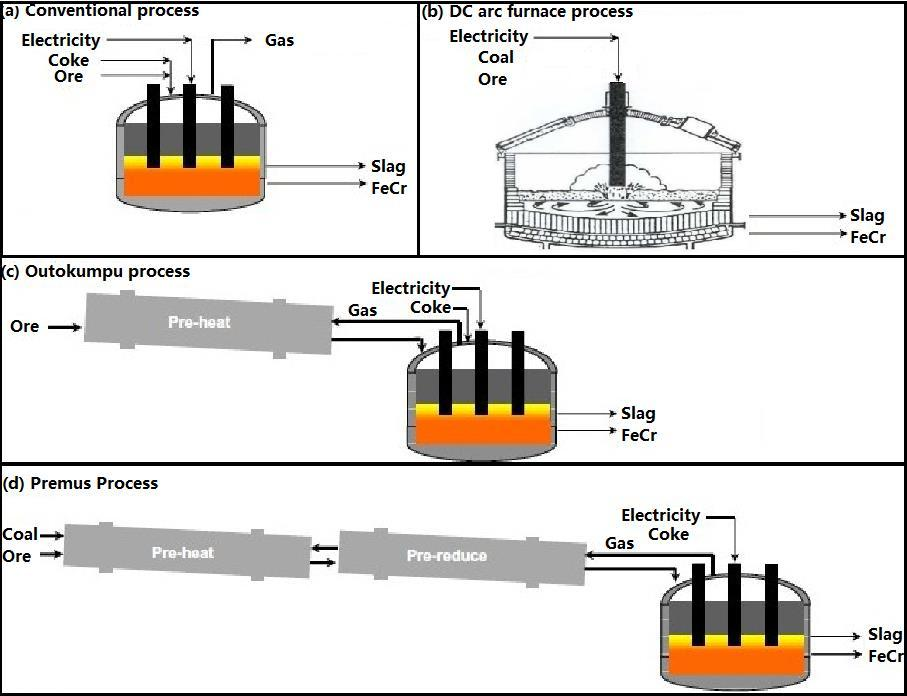 (a) Conventional process
Electricity
Coke
Ore
Gas
Slag
FeCr
(b) DC arc furnace process
Electricity
Coal
Ore
Slag
FeCr
(c) Outokumpu process
Ore
Pre-heat
Gas
Electricity
Coke
Slag
FeCr
(d) Premus Process
Coal
Ore
Pre-heat
Pre-reduce
Gas
Electricity
Coke
Slag
FeCr